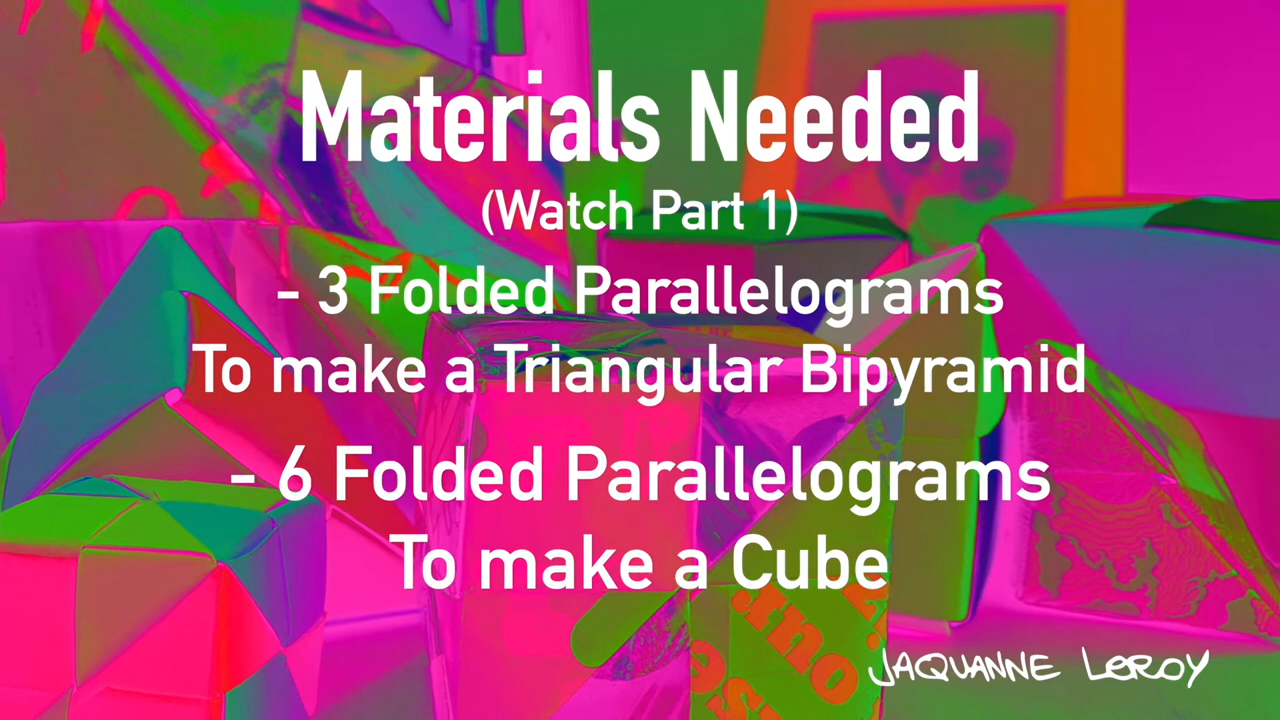 Materials Needed
(Watch Part 1)
- 3 Folded Parallelograms
To make a Triangular Bipyramid
- 6 Folded Parallelograms
To make a Cube
JAQUANNE LEROY